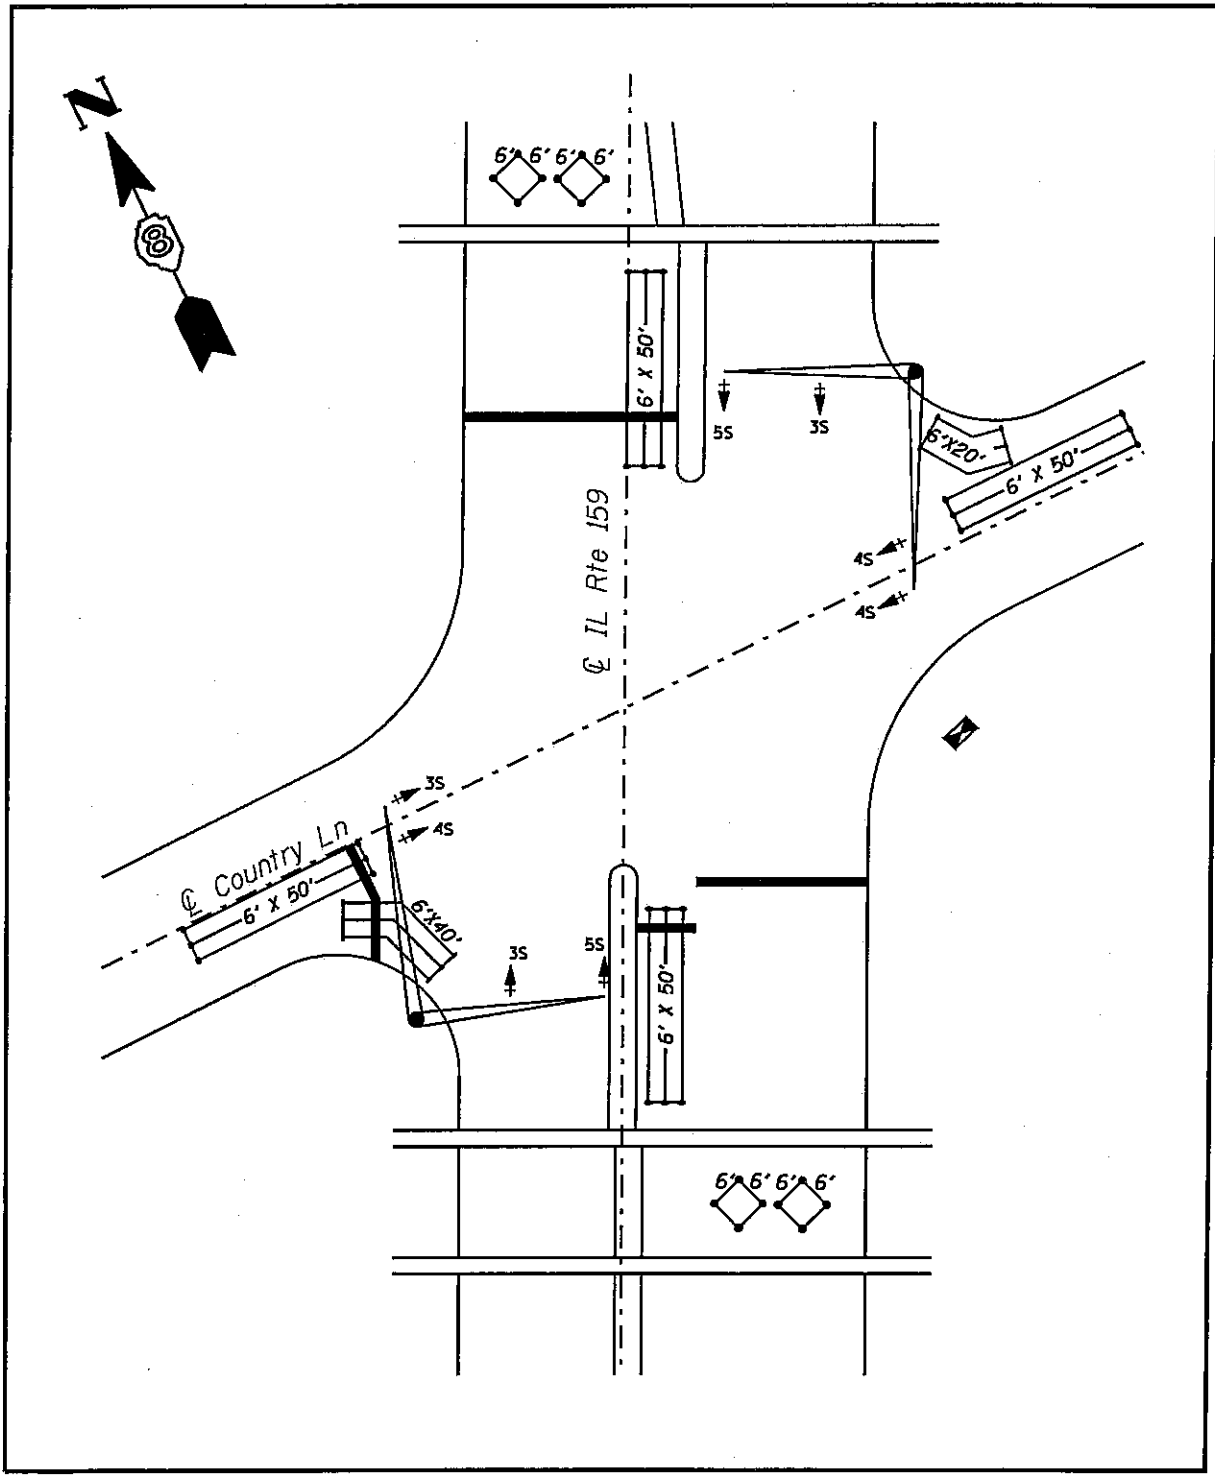 N
8
6' 6' 6' 6'
6' X 50'
5S
3S
6'X20'
6' X 50'
4S
4S
℄ IL Rte 159
3S
4S
℄ Country Ln
6' X 50'
6'X40'
3S
5S
6' X 50'
6' 6' 6' 6'